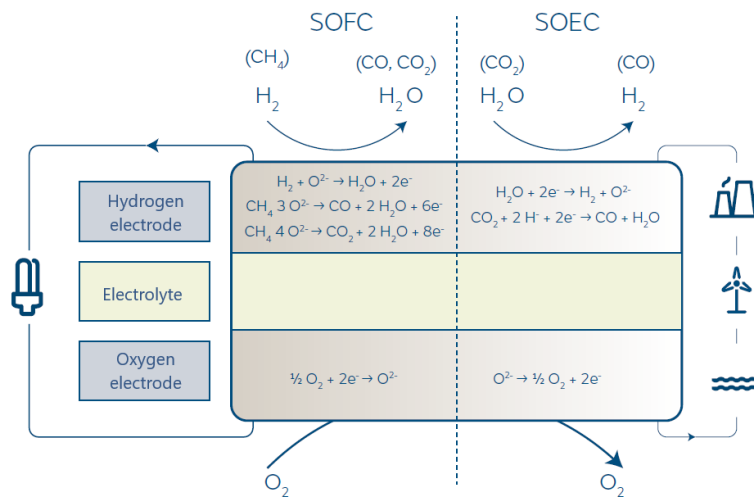 SOFC
SOEC
(CH₄)
(CO, CO₂)
(CO₂)
(CO)
H₂
H₂O
H₂O
H₂
Hydrogen
electrode
H₂ + O²⁻ → H₂O + 2e⁻
CH₄ 3 O²⁻ → CO + 2 H₂O + 6e⁻
CH₄ 4 O²⁻ → CO₂ + 2 H₂O + 8e⁻
H₂O + 2e⁻ → H₂ + O²⁻
CO₂ + 2 H⁻ + 2e⁻ → CO + H₂O
Electrolyte
Oxygen
electrode
½ O₂ + 2e⁻ → O²⁻
O²⁻ → ½ O₂ + 2e⁻
O₂
O₂